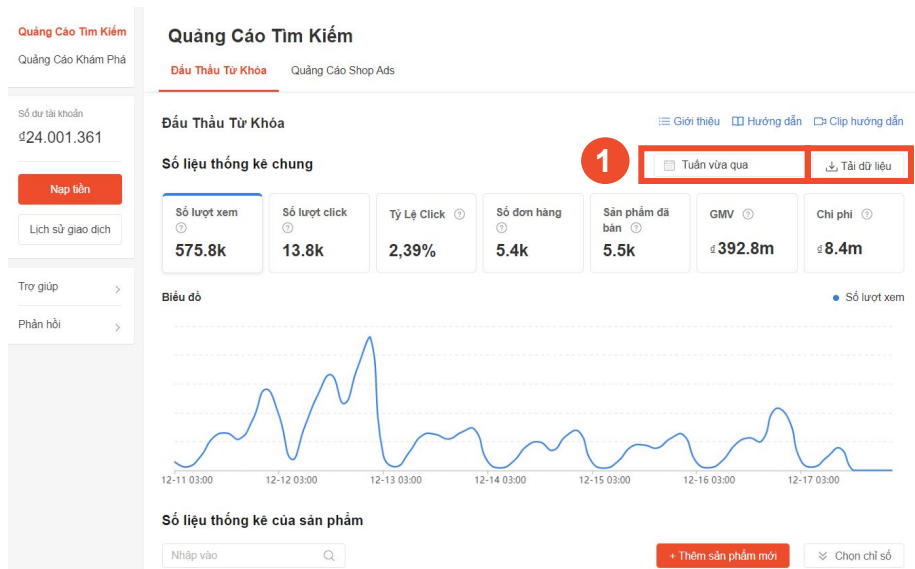 Quảng Cáo Tìm Kiếm
Quảng Cáo Khám Phá
Số dư tài khoản
₫24.001.361
Nạp tiền
Lịch sử giao dịch
Trợ giúp
Phản hồi
Quảng Cáo Tìm Kiếm
Đấu Thầu Từ Khóa Quảng Cáo Shop Ads
Đấu Thầu Từ Khóa Giới thiệu Hướng dẫn Clip hướng dẫn
Số liệu thống kê chung 1 Tuần vừa qua Tải dữ liệu
Số lượt xem Số lượt click Tỷ Lệ Click Số đơn hàng Sản phẩm đã bán GMV Chi phí
575.8k 13.8k 2,39% 5.4k 5.5k ₫392.8m ₫8.4m
Biểu đồ Số lượt xem
12-11 03:00 12-12 03:00 12-13 03:00 12-14 03:00 12-15 03:00 12-16 03:00 12-17 03:00
Số liệu thống kê của sản phẩm
Nhập vào + Thêm sản phẩm mới Chọn chỉ số